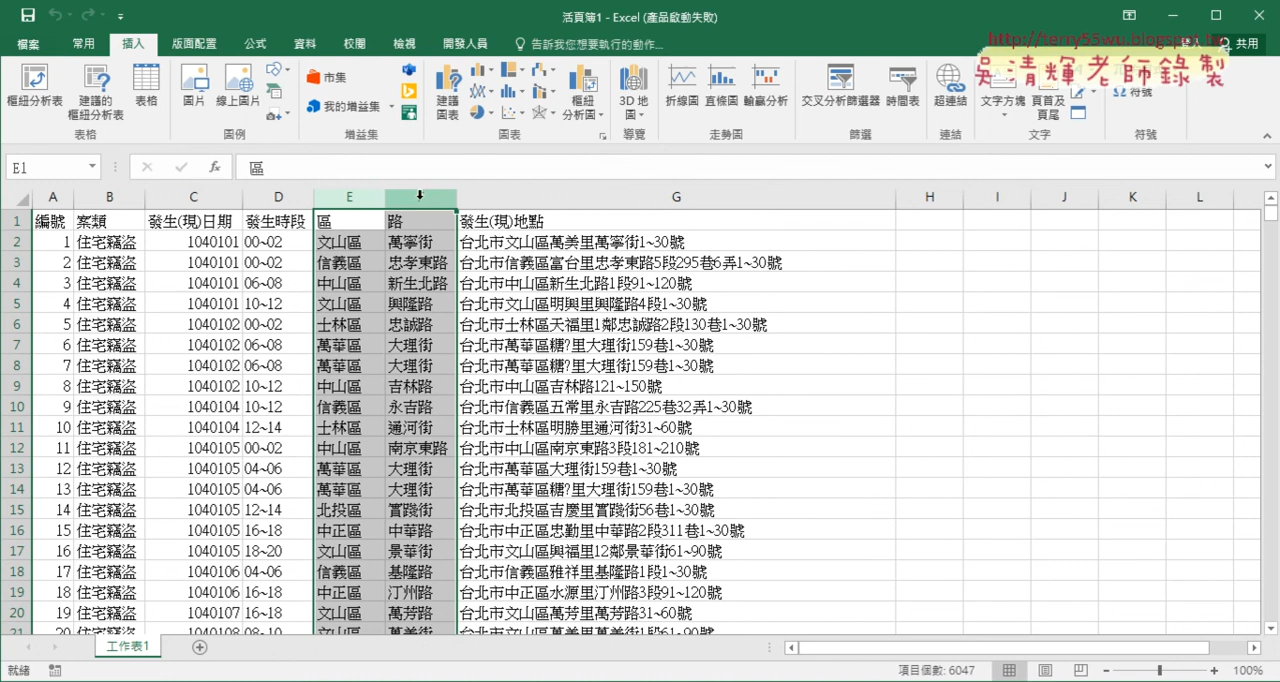 活頁簿1 - Excel (產品啟動失敗)
檔案 常用 插入 版面配置 公式 資料 校閱 檢視 開發人員 告訴我您想要執行的動作... 登入 共用
http://terry55wu.blogspot.tw
吳清輝老師錄製
樞紐分析表 建議的樞紐分析表 表格 圖片 線上圖片 市集 我的增益集 建議圖表 樞紐分析圖 3D 地圖 折線圖 直條圖 輸贏分析 交叉分析篩選器 時間表 超連結 文字方塊 頁首及頁尾 符號
表格 圖例 增益集 圖表 導覽 走勢圖 篩選 連結 文字 符號
E1 fx 區
A B C D E G H I J K L
1 編號 案類 發生(現)日期 發生時段 區 路 發生(現)地點
2 1 住宅竊盜 1040101 00~02 文山區 萬寧街 台北市文山區萬美里萬寧街1~30號
3 2 住宅竊盜 1040101 00~02 信義區 忠孝東路 台北市信義區富台里忠孝東路5段295巷6弄1~30號
4 3 住宅竊盜 1040101 06~08 中山區 新生北路 台北市中山區新生北路1段91~120號
5 4 住宅竊盜 1040101 10~12 文山區 興隆路 台北市文山區明興里興隆路4段1~30號
6 5 住宅竊盜 1040102 00~02 士林區 忠誠路 台北市士林區天福里1鄰忠誠路2段130巷1~30號
7 6 住宅竊盜 1040102 06~08 萬華區 大理街 台北市萬華區糖?里大理街159巷1~30號
8 7 住宅竊盜 1040102 06~08 萬華區 大理街 台北市萬華區糖?里大理街159巷1~30號
9 8 住宅竊盜 1040102 10~12 中山區 吉林路 台北市中山區吉林路121~150號
10 9 住宅竊盜 1040104 10~12 信義區 永吉路 台北市信義區五常里永吉路225巷32弄1~30號
11 10 住宅竊盜 1040104 12~14 士林區 通河街 台北市士林區明勝里通河街31~60號
12 11 住宅竊盜 1040105 00~02 中山區 南京東路 台北市中山區南京東路3段181~210號
13 12 住宅竊盜 1040105 04~06 萬華區 大理街 台北市萬華區大理街159巷1~30號
14 13 住宅竊盜 1040105 04~06 萬華區 大理街 台北市萬華區糖?里大理街159巷1~30號
15 14 住宅竊盜 1040105 12~14 北投區 實踐街 台北市北投區吉慶里實踐街56巷1~30號
16 15 住宅竊盜 1040105 16~18 中正區 中華路 台北市中正區忠勤里中華路2段311巷1~30號
17 16 住宅竊盜 1040105 18~20 文山區 景華街 台北市文山區興福里12鄰景華街61~90號
18 17 住宅竊盜 1040106 04~06 信義區 基隆路 台北市信義區雅祥里基隆路1段1~30號
19 18 住宅竊盜 1040106 16~18 中正區 汀州路 台北市中正區水源里汀州路3段91~120號
20 19 住宅竊盜 1040107 16~18 文山區 萬芳路 台北市文山區萬芳里萬芳路31~60號
21 20 住宅竊盜 1040108 08~10 文山區 萬美街 台北市文山區萬美里萬美街1段61~90號
工作表1
就緒 項目個數: 6047 100%